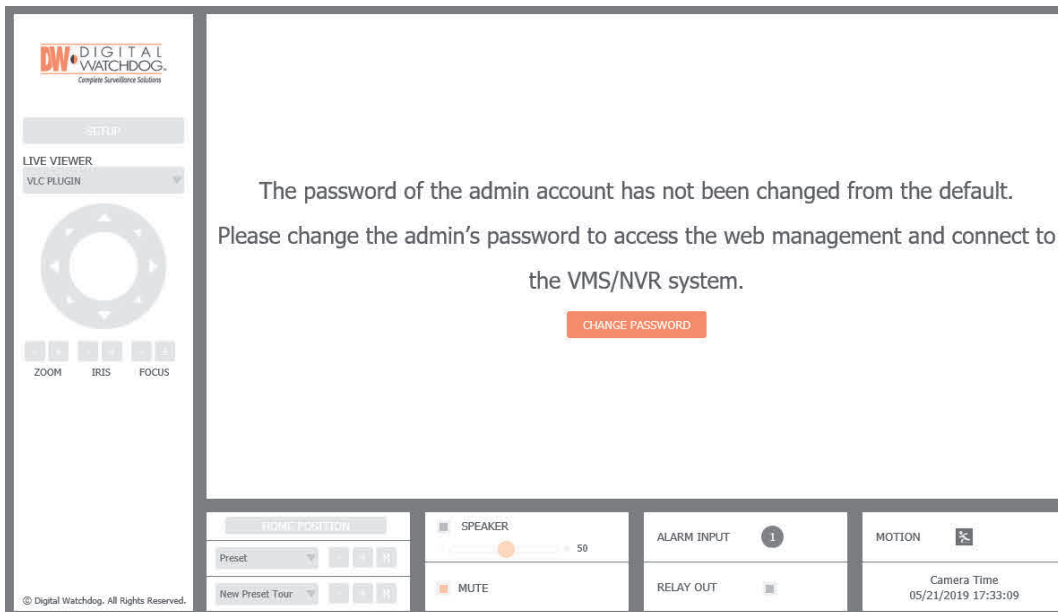 DW DIGITAL
WATCHDOG.
Complete Surveillance Solutions
SETUP
LIVE VIEWER
VLC PLUGIN
ZOOM IRIS FOCUS
© Digital Watchdog. All Rights Reserved.
The password of the admin account has not been changed from the default.
Please change the admin’s password to access the web management and connect to
the VMS/NVR system.
CHANGE PASSWORD
HOME POSITION
Preset
New Preset Tour
SPEAKER
50
MUTE
ALARM INPUT 1
RELAY OUT
MOTION
Camera Time
05/21/2019 17:33:09